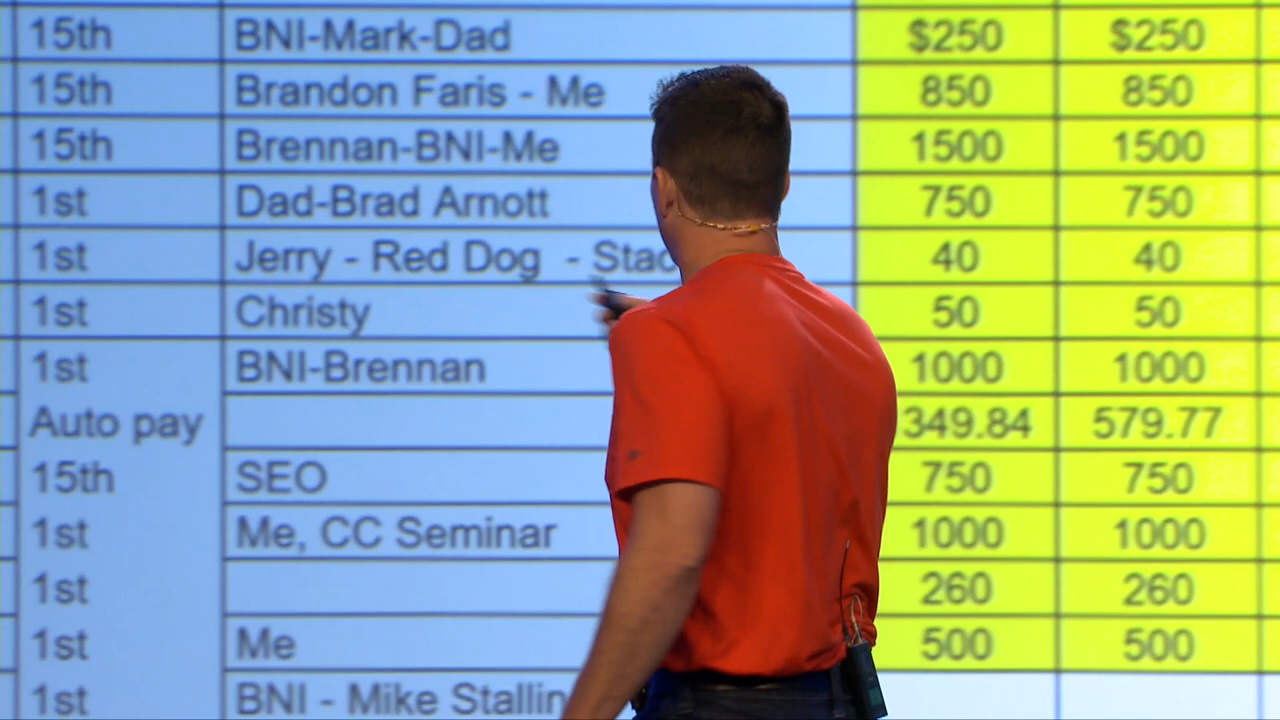 15th BNI-Mark-Dad $250 $250
15th Brandon Faris - Me 850 850
15th Brennan-BNI-Me 1500 1500
1st Dad-Brad Arnott 750 750
1st Jerry - Red Dog - 40 40
1st Christy 50 50
1st BNI-Brennan 1000 1000
Auto pay 349.84 579.77
15th SEO 750 750
1st Me, CC Seminar 1000 1000
1st 260 260
1st Me 500 500
1st BNI - Mike